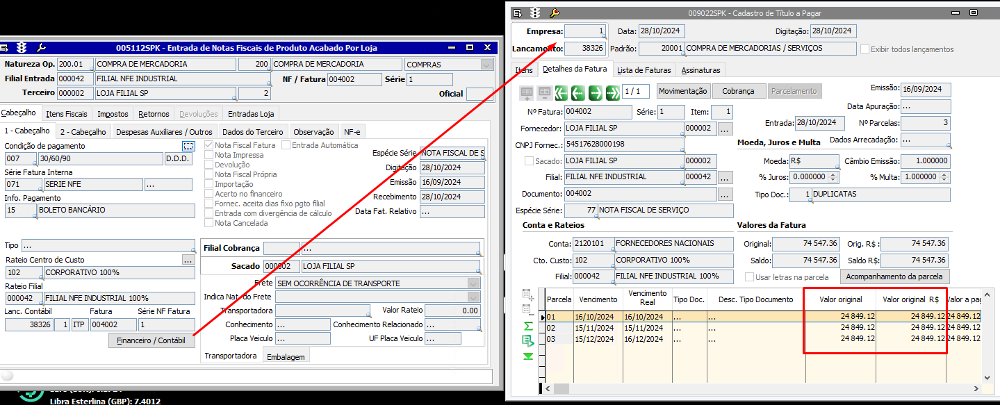 005112SPK - Entrada de Notas Fiscais de Produto Acabado Por Loja
Natureza Op. 200.01 COMPRA DE MERCADORIA 200 COMPRA DE MERCADORIA COMPRAS
Filial Entrada 000042 FILIAL NFE INDUSTRIAL NF / Fatura 004002 Série 1
Terceiro 000002 LOJA FILIAL SP 2 Oficial
Cabeçalho Itens Fiscais Impostos Retornos Devoluções Entradas Loja
1 - Cabeçalho 2 - Cabeçalho Despesas Auxiliares / Outros Dados do Terceiro Observação NF-e
Condição de pagamento
007 30/60/90 D.D.D.
Série Fatura Interna
071 SERIE NFE ...
Info. Pagamento
15 BOLETO BANCÁRIO
Nota Fiscal Fatura Entrada Automática
Nota Impressa
Devolução
Nota Fiscal Própria
Importação
Acerto no financeiro
Fornec. aceita dias fixo pgto filial
Entrada com divergência de cálculo
Nota Cancelada
Espécie Série NOTA FISCAL DE S
Digitação 28/10/2024
Emissão 16/09/2024
Recebimento 28/10/2024
Data Fat. Relativo ...
Tipo ...
Rateio Centro de Custo ...
102 CORPORATIVO 100%
Rateio Filial
000042 FILIAL NFE INDUSTRIAL 100%
Lanc. Contábil Fatura Série NF Fatura
38326 1 ITP 004002 1
Financeiro / Contábil
Filial Cobrança ...
Sacado 000002 LOJA FILIAL SP
Frete SEM OCORRÊNCIA DE TRANSPORTE
Indica Nat. do Frete
Transportadora Valor Rateio 0.00
Conhecimento ... Conhecimento Relacionado ...
Placa Veiculo ... UF Placa Veiculo ...
Transportadora Embalagem
Libra Esterlina (GBP): 7.4012
009022SPK - Cadastro de Título a Pagar
Empresa: 1 Data: 28/10/2024 Digitação: 28/10/2024
Lancamento: 38326 Padrão: 20001 COMPRA DE MERCADORIAS / SERVIÇOS Exibir todos lançamentos
Itens Detalhes da Fatura Lista de Faturas Assinaturas
1 / 1 Movimentação Cobrança Parcelamento
Emissão: 16/09/2024
Data Apuração: ...
Nº Fatura: 004002 Série: 1 Item: 1
Entrada: 28/10/2024 Nº Parcelas: 3
Fornecedor: LOJA FILIAL SP 000002 ...
CNPJ Fornec.: 54517628000198
Moeda, Juros e Multa Dados Arrecadação: ...
Sacado: LOJA FILIAL SP 000002
Moeda: R$ Câmbio Emissão: 1.000000
Filial: FILIAL NFE INDUSTRIAL 000042 ...
% Juros: 0.000000 % Multa: 1.000000
Documento: 004002 ...
Tipo Doc.: 1 DUPLICATAS
Espécie Série: 77 NOTA FISCAL DE SERVIÇO
Conta e Rateios Valores da Fatura
Conta: 2120101 FORNECEDORES NACIONAIS Original: 74 547.36 Orig. R$ : 74 547.36
Cto. Custo: 102 CORPORATIVO 100% Saldo: 74 547.36 Saldo R$: 74 547.36
Filial: 000042 FILIAL NFE INDUSTRIAL 100% Usar letras na parcela Acompanhamento da parcela
Parcela Vencimento Vencimento Real Tipo Doc. Desc. Tipo Documento Valor original Valor original R$ Valor a pag
01 16/10/2024 16/10/2024 ... ... 24 849.12 24 849.12 24 849.12
02 15/11/2024 15/11/2024 ... ... 24 849.12 24 849.12 24 849.12
03 15/12/2024 16/12/2024 ... ... 24 849.12 24 849.12 24 849.12